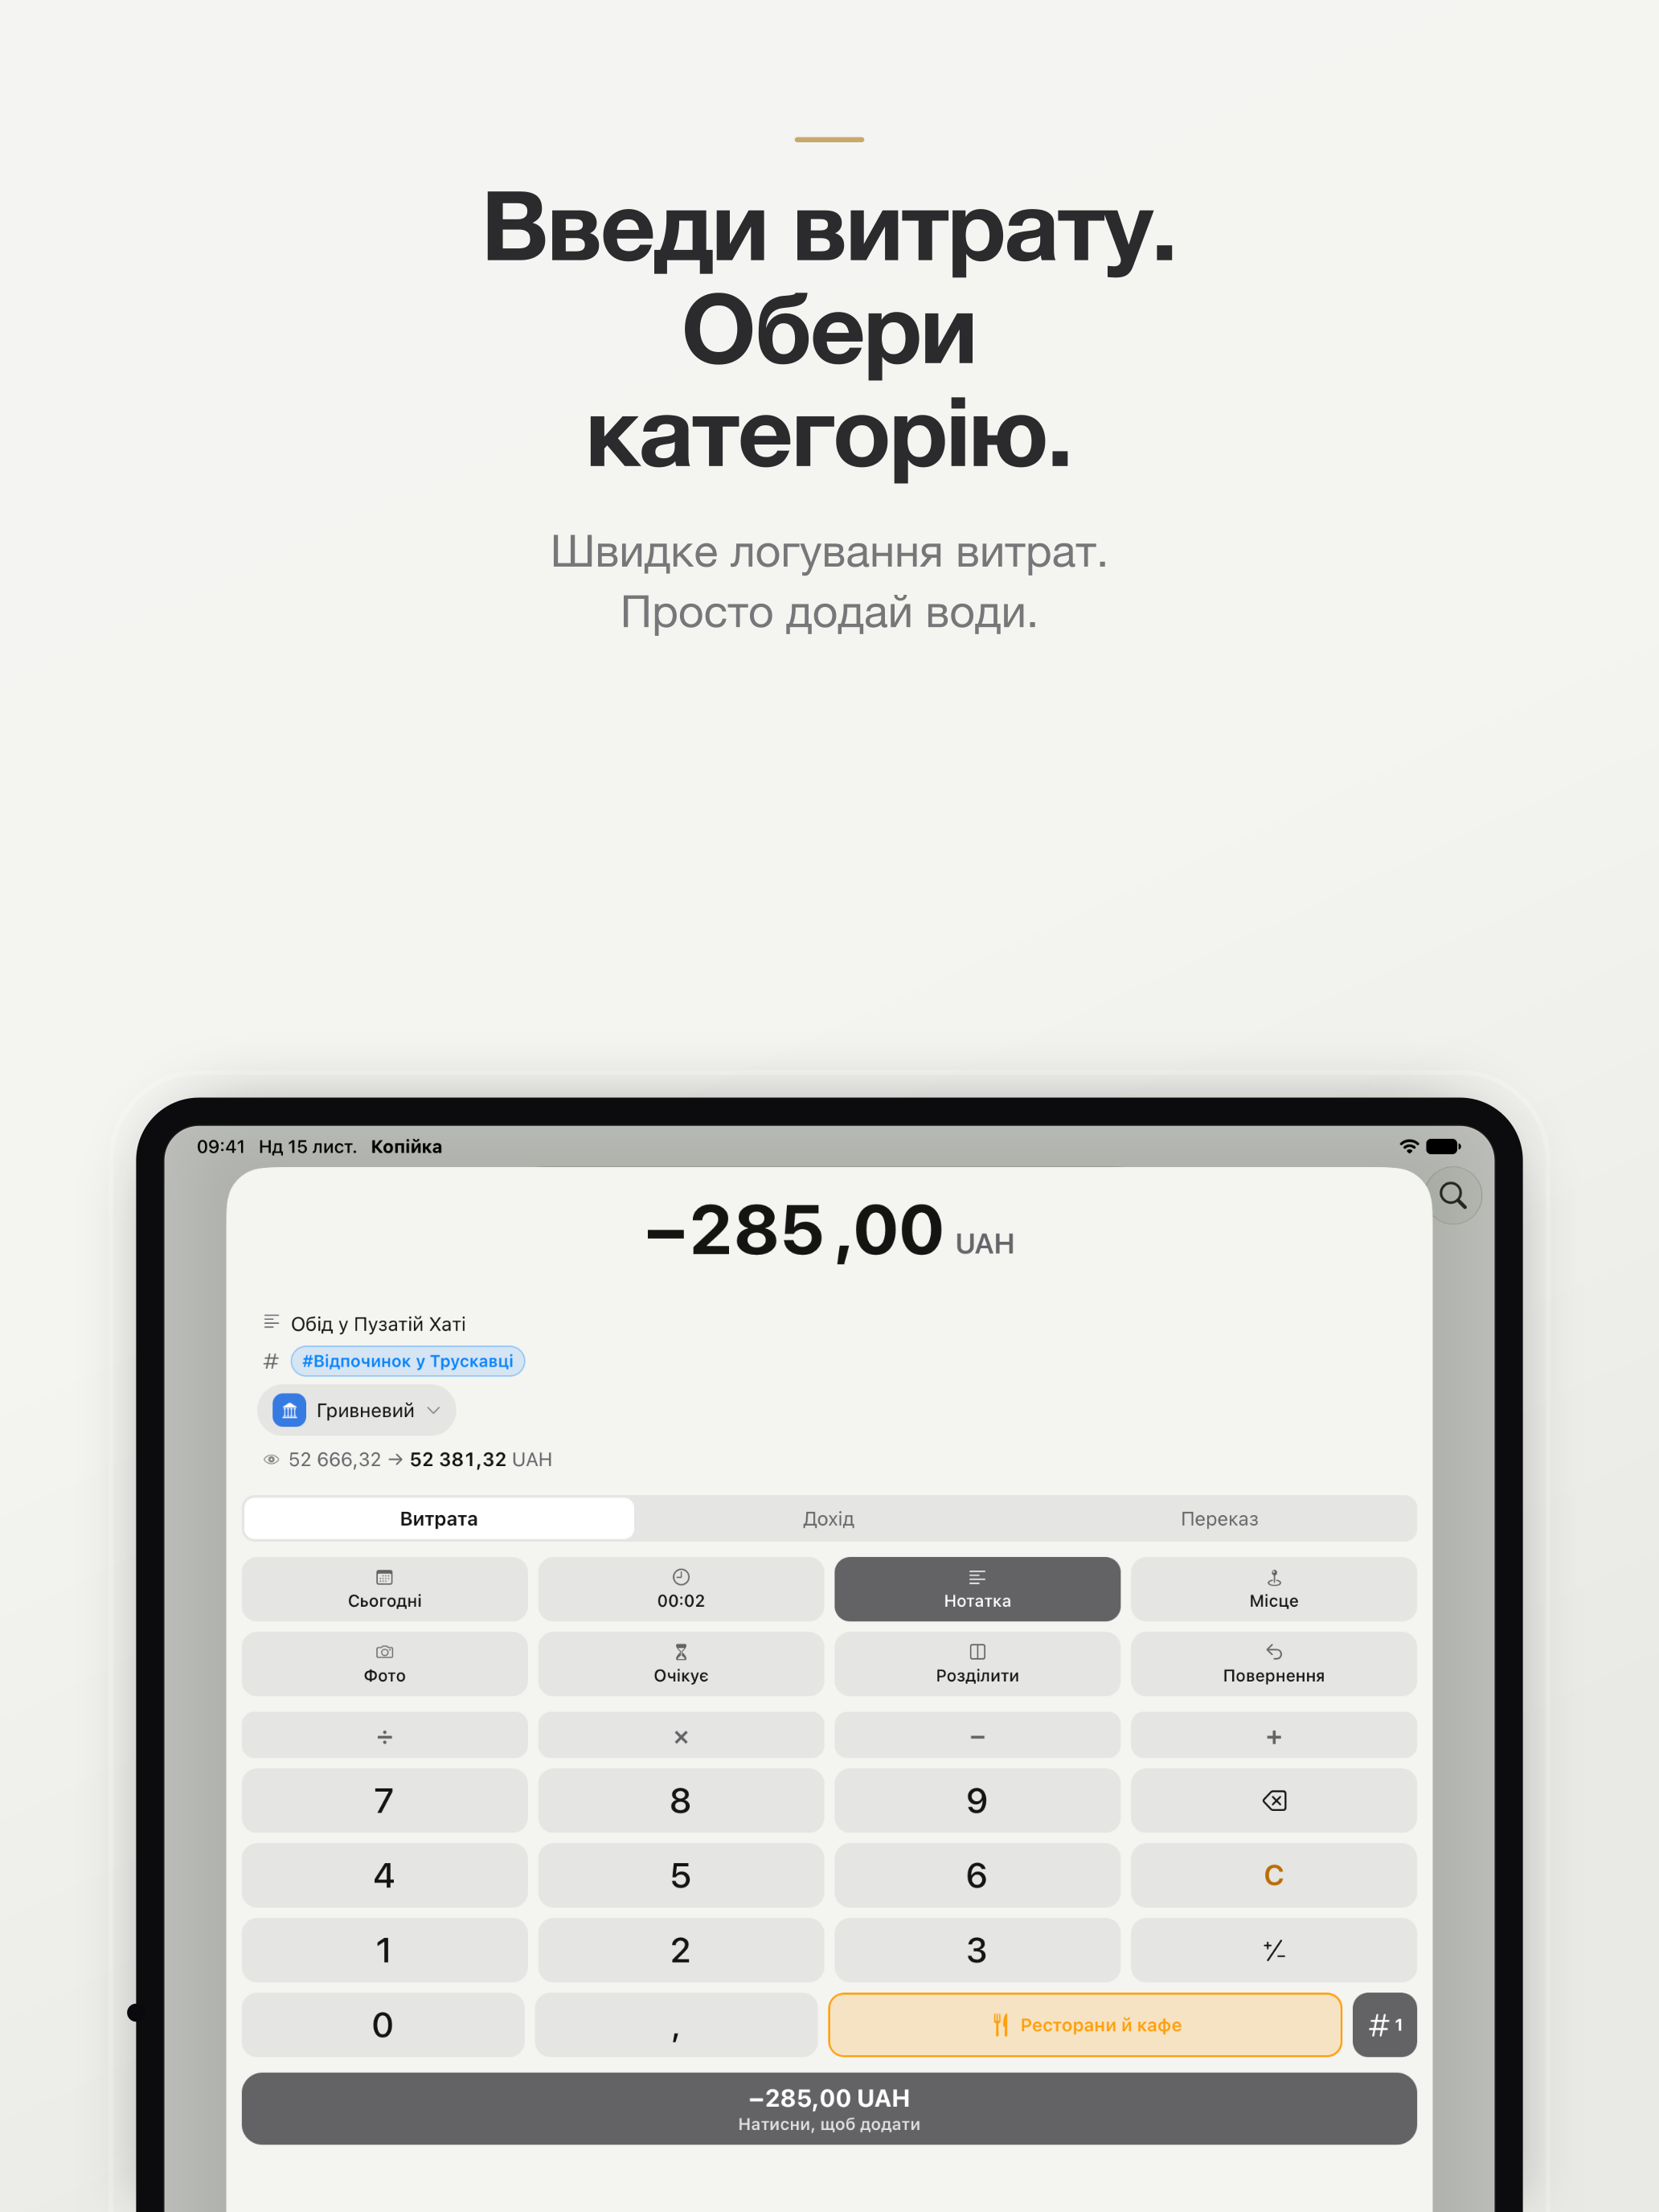 Введи витрату.
Обери
категорію.
Швидке логування витрат.
Просто додай води.
09:41 Нд 15 лист. Копійка
−285,00 UAH
Обід у Пузатій Хаті
# #Відпочинок у Трускавці
Гривневий
52 666,32 → 52 381,32 UAH
Витрата Дохід Переказ
Сьогодні 00:02 Нотатка Місце
Фото Очікує Розділити Повернення
÷ × − +
7 8 9
4 5 6 C
1 2 3 +/−
0 , Ресторани й кафе # 1
−285,00 UAH
Натисни, щоб додати